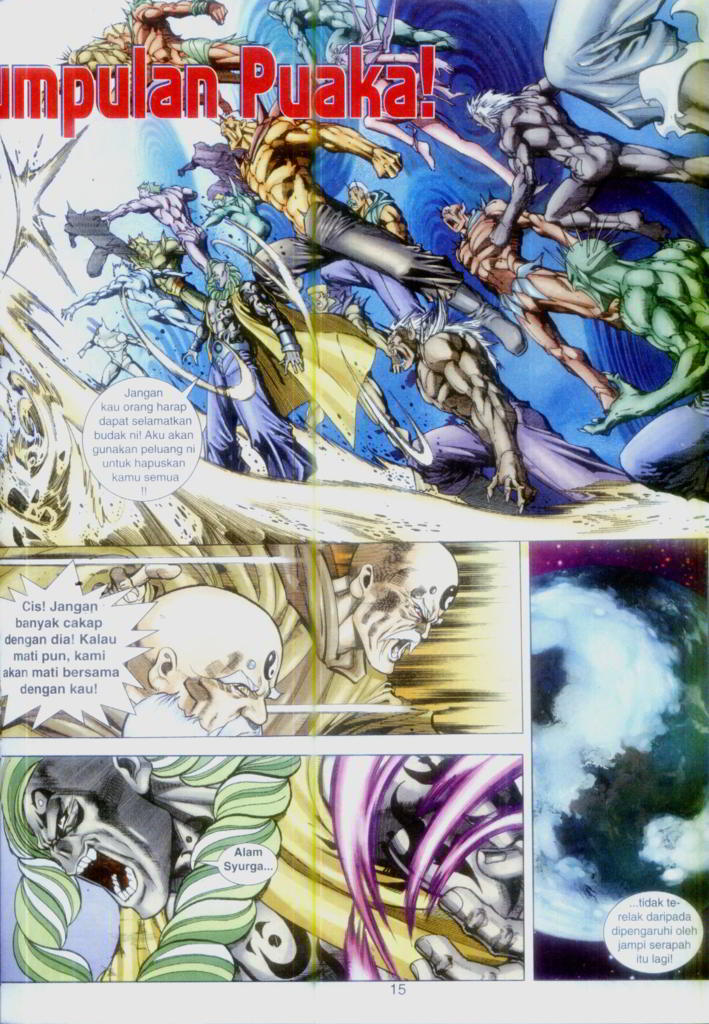 umpulan Puaka!
Jangan
kau orang harap
dapat selamatkan
budak ni! Aku akan
gunakan peluang ni
untuk hapuskan
kamu semua
!!
Cis! Jangan
banyak cakap
dengan dia! Kalau
mati pun, kami
akan mati bersama
dengan kau!
Alam
Syurga...
...tidak te-
relak daripada
dipengaruhi oleh
jampi serapah
itu lagi!
15